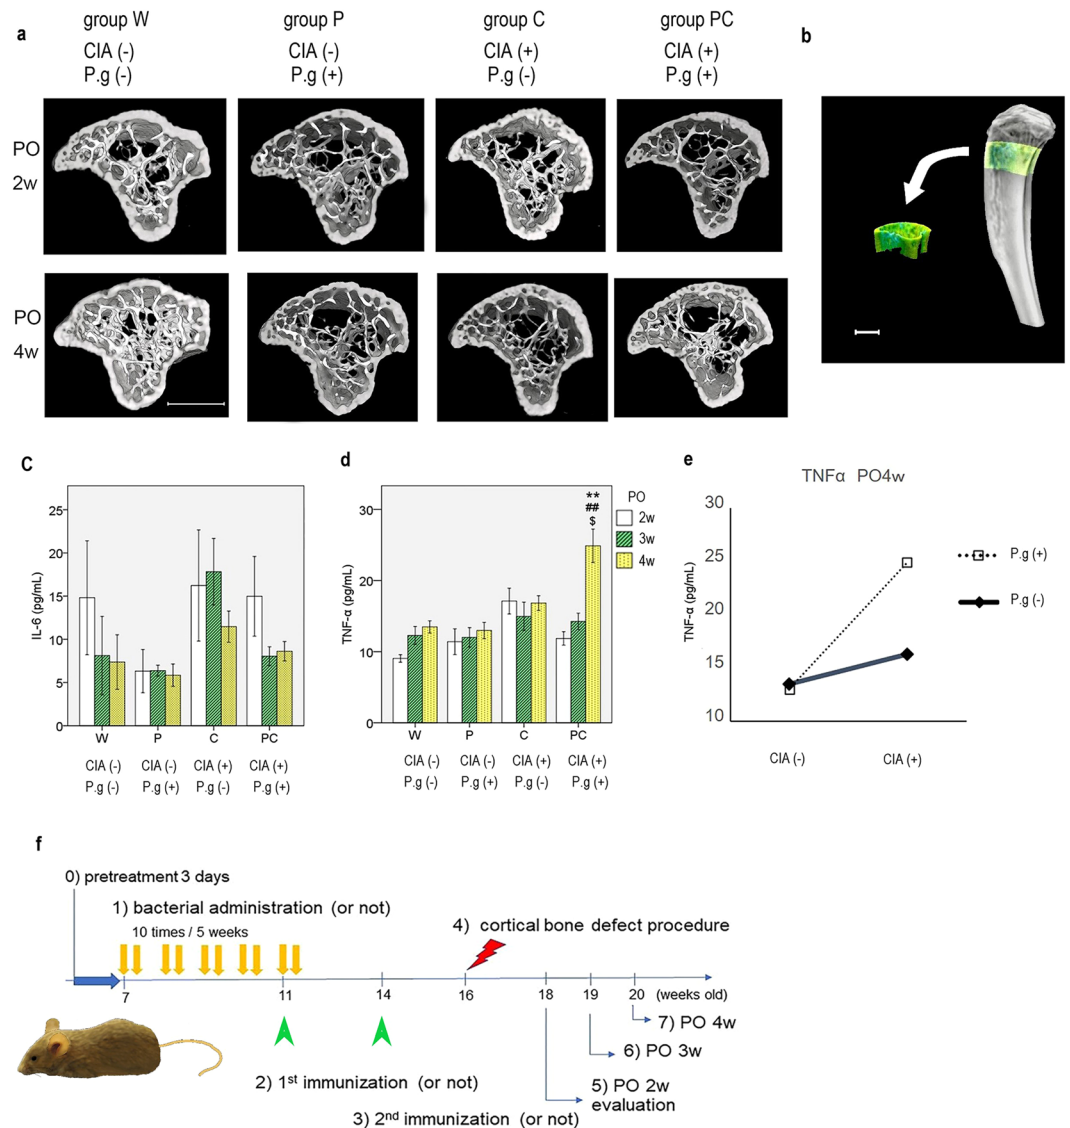 a
group W
group P
group C
group PC
CIA (-)
CIA (-)
CIA (+)
CIA (+)
P.g (-)
P.g (+)
P.g (-)
P.g (+)
PO
2w
PO
4w
b
C
25
20
15
10
5
0
IL-6 (pg/mL)
W
P
C
PC
CIA (-)
CIA (-)
CIA (+)
CIA (+)
P.g (-)
P.g (+)
P.g (-)
P.g (+)
d
30
20
10
0
TNF-α (pg/mL)
**
##
$
PO
2w
3w
4w
W
P
C
PC
CIA (-)
CIA (-)
CIA (+)
CIA (+)
P.g (-)
P.g (+)
P.g (-)
P.g (+)
e
TNFα PO4w
30
25
20
15
10
TNF-α (pg/mL)
P.g (+)
P.g (-)
CIA (-)
CIA (+)
f
0) pretreatment 3 days
1) bacterial administration (or not)
10 times / 5 weeks
4) cortical bone defect procedure
7
11
14
16
18
19
20
(weeks old)
7) PO 4w
6) PO 3w
5) PO 2w
evaluation
2) 1st immunization (or not)
3) 2nd immunization (or not)